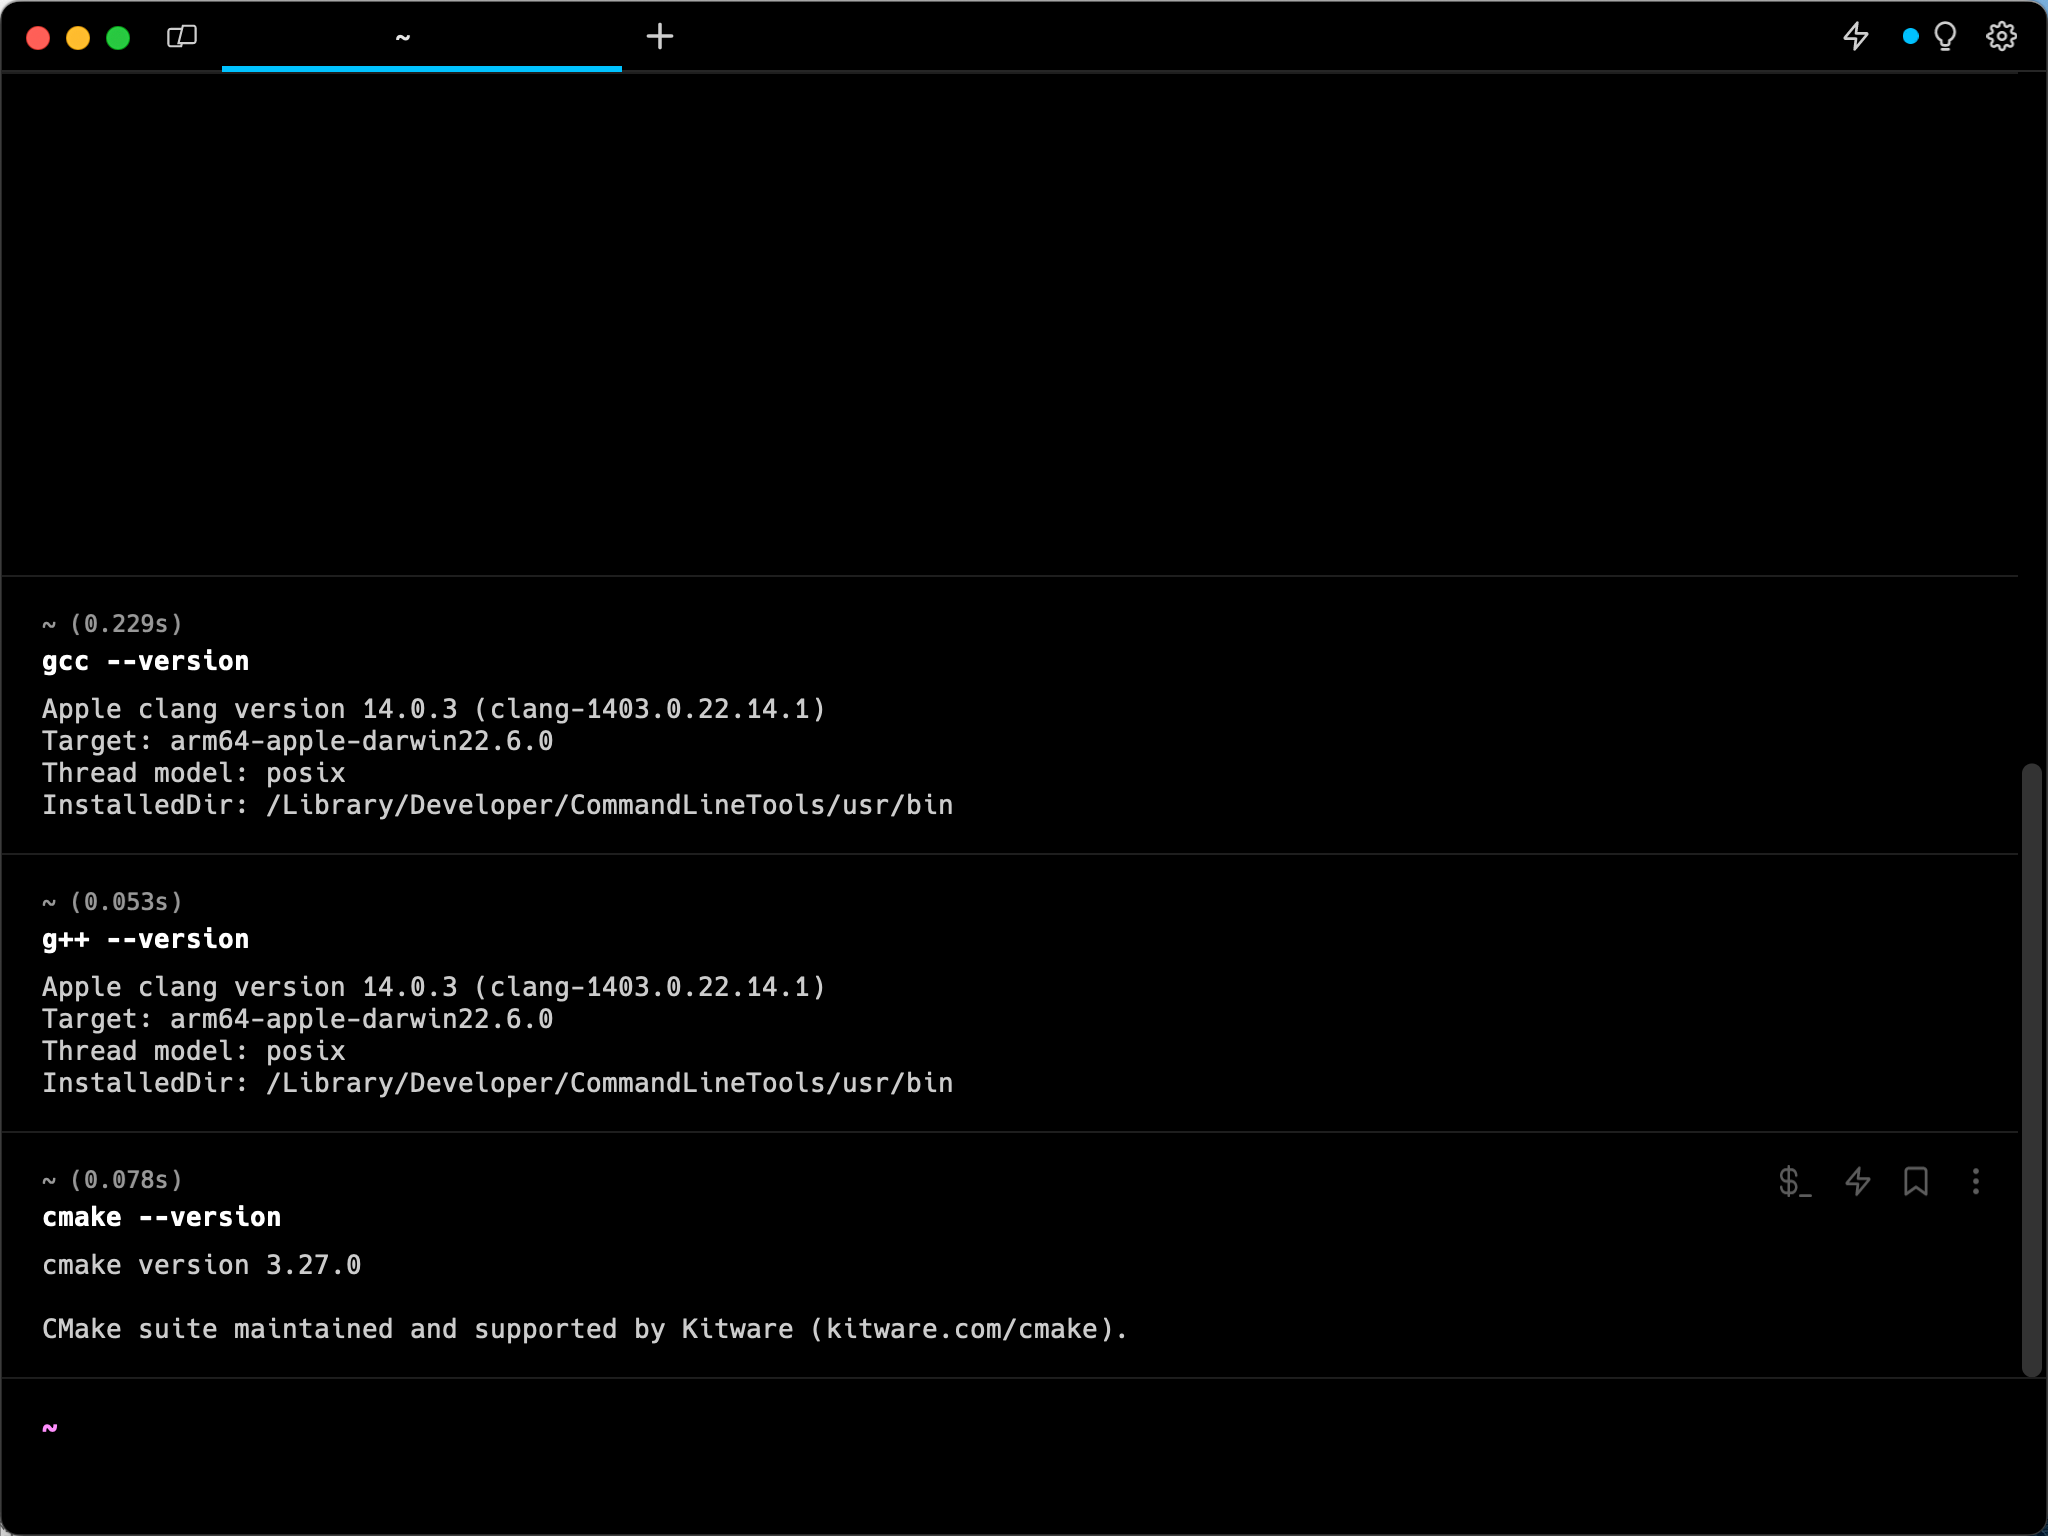 ~
~ (0.229s)
gcc --version
Apple clang version 14.0.3 (clang-1403.0.22.14.1)
Target: arm64-apple-darwin22.6.0
Thread model: posix
InstalledDir: /Library/Developer/CommandLineTools/usr/bin
~ (0.053s)
g++ --version
Apple clang version 14.0.3 (clang-1403.0.22.14.1)
Target: arm64-apple-darwin22.6.0
Thread model: posix
InstalledDir: /Library/Developer/CommandLineTools/usr/bin
~ (0.078s)
$_
cmake --version
cmake version 3.27.0
CMake suite maintained and supported by Kitware (kitware.com/cmake).
~